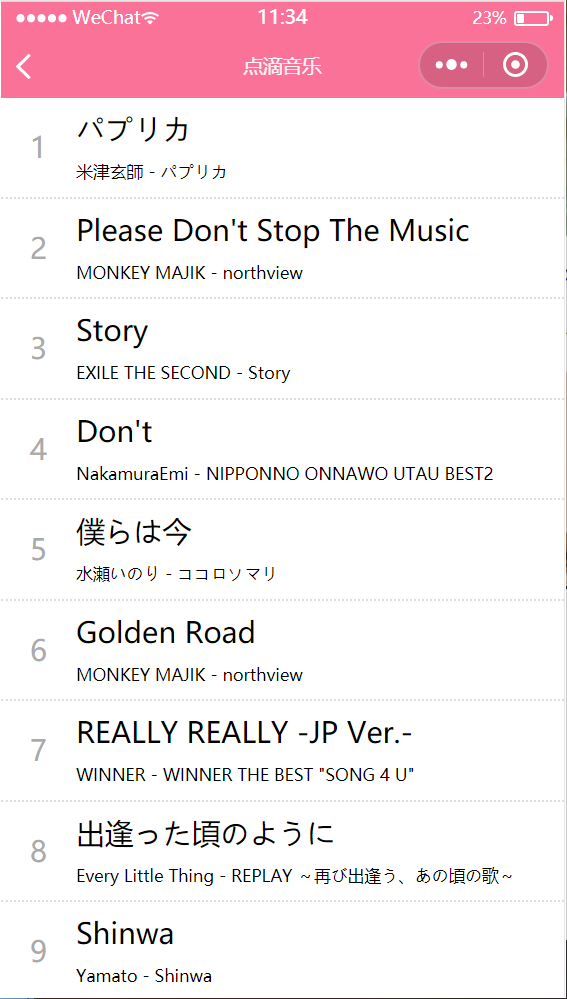 WeChat 11:34 23%
点滴音乐
1
パプリカ
米津玄師 - パプリカ
2
Please Don't Stop The Music
MONKEY MAJIK - northview
3
Story
EXILE THE SECOND - Story
4
Don't
NakamuraEmi - NIPPONNO ONNAWO UTAU BEST2
5
僕らは今
水瀬いのり - ココロソマリ
6
Golden Road
MONKEY MAJIK - northview
7
REALLY REALLY -JP Ver.-
WINNER - WINNER THE BEST "SONG 4 U"
8
出逢った頃のように
Every Little Thing - REPLAY ～再び出逢う、あの頃の歌～
9
Shinwa
Yamato - Shinwa